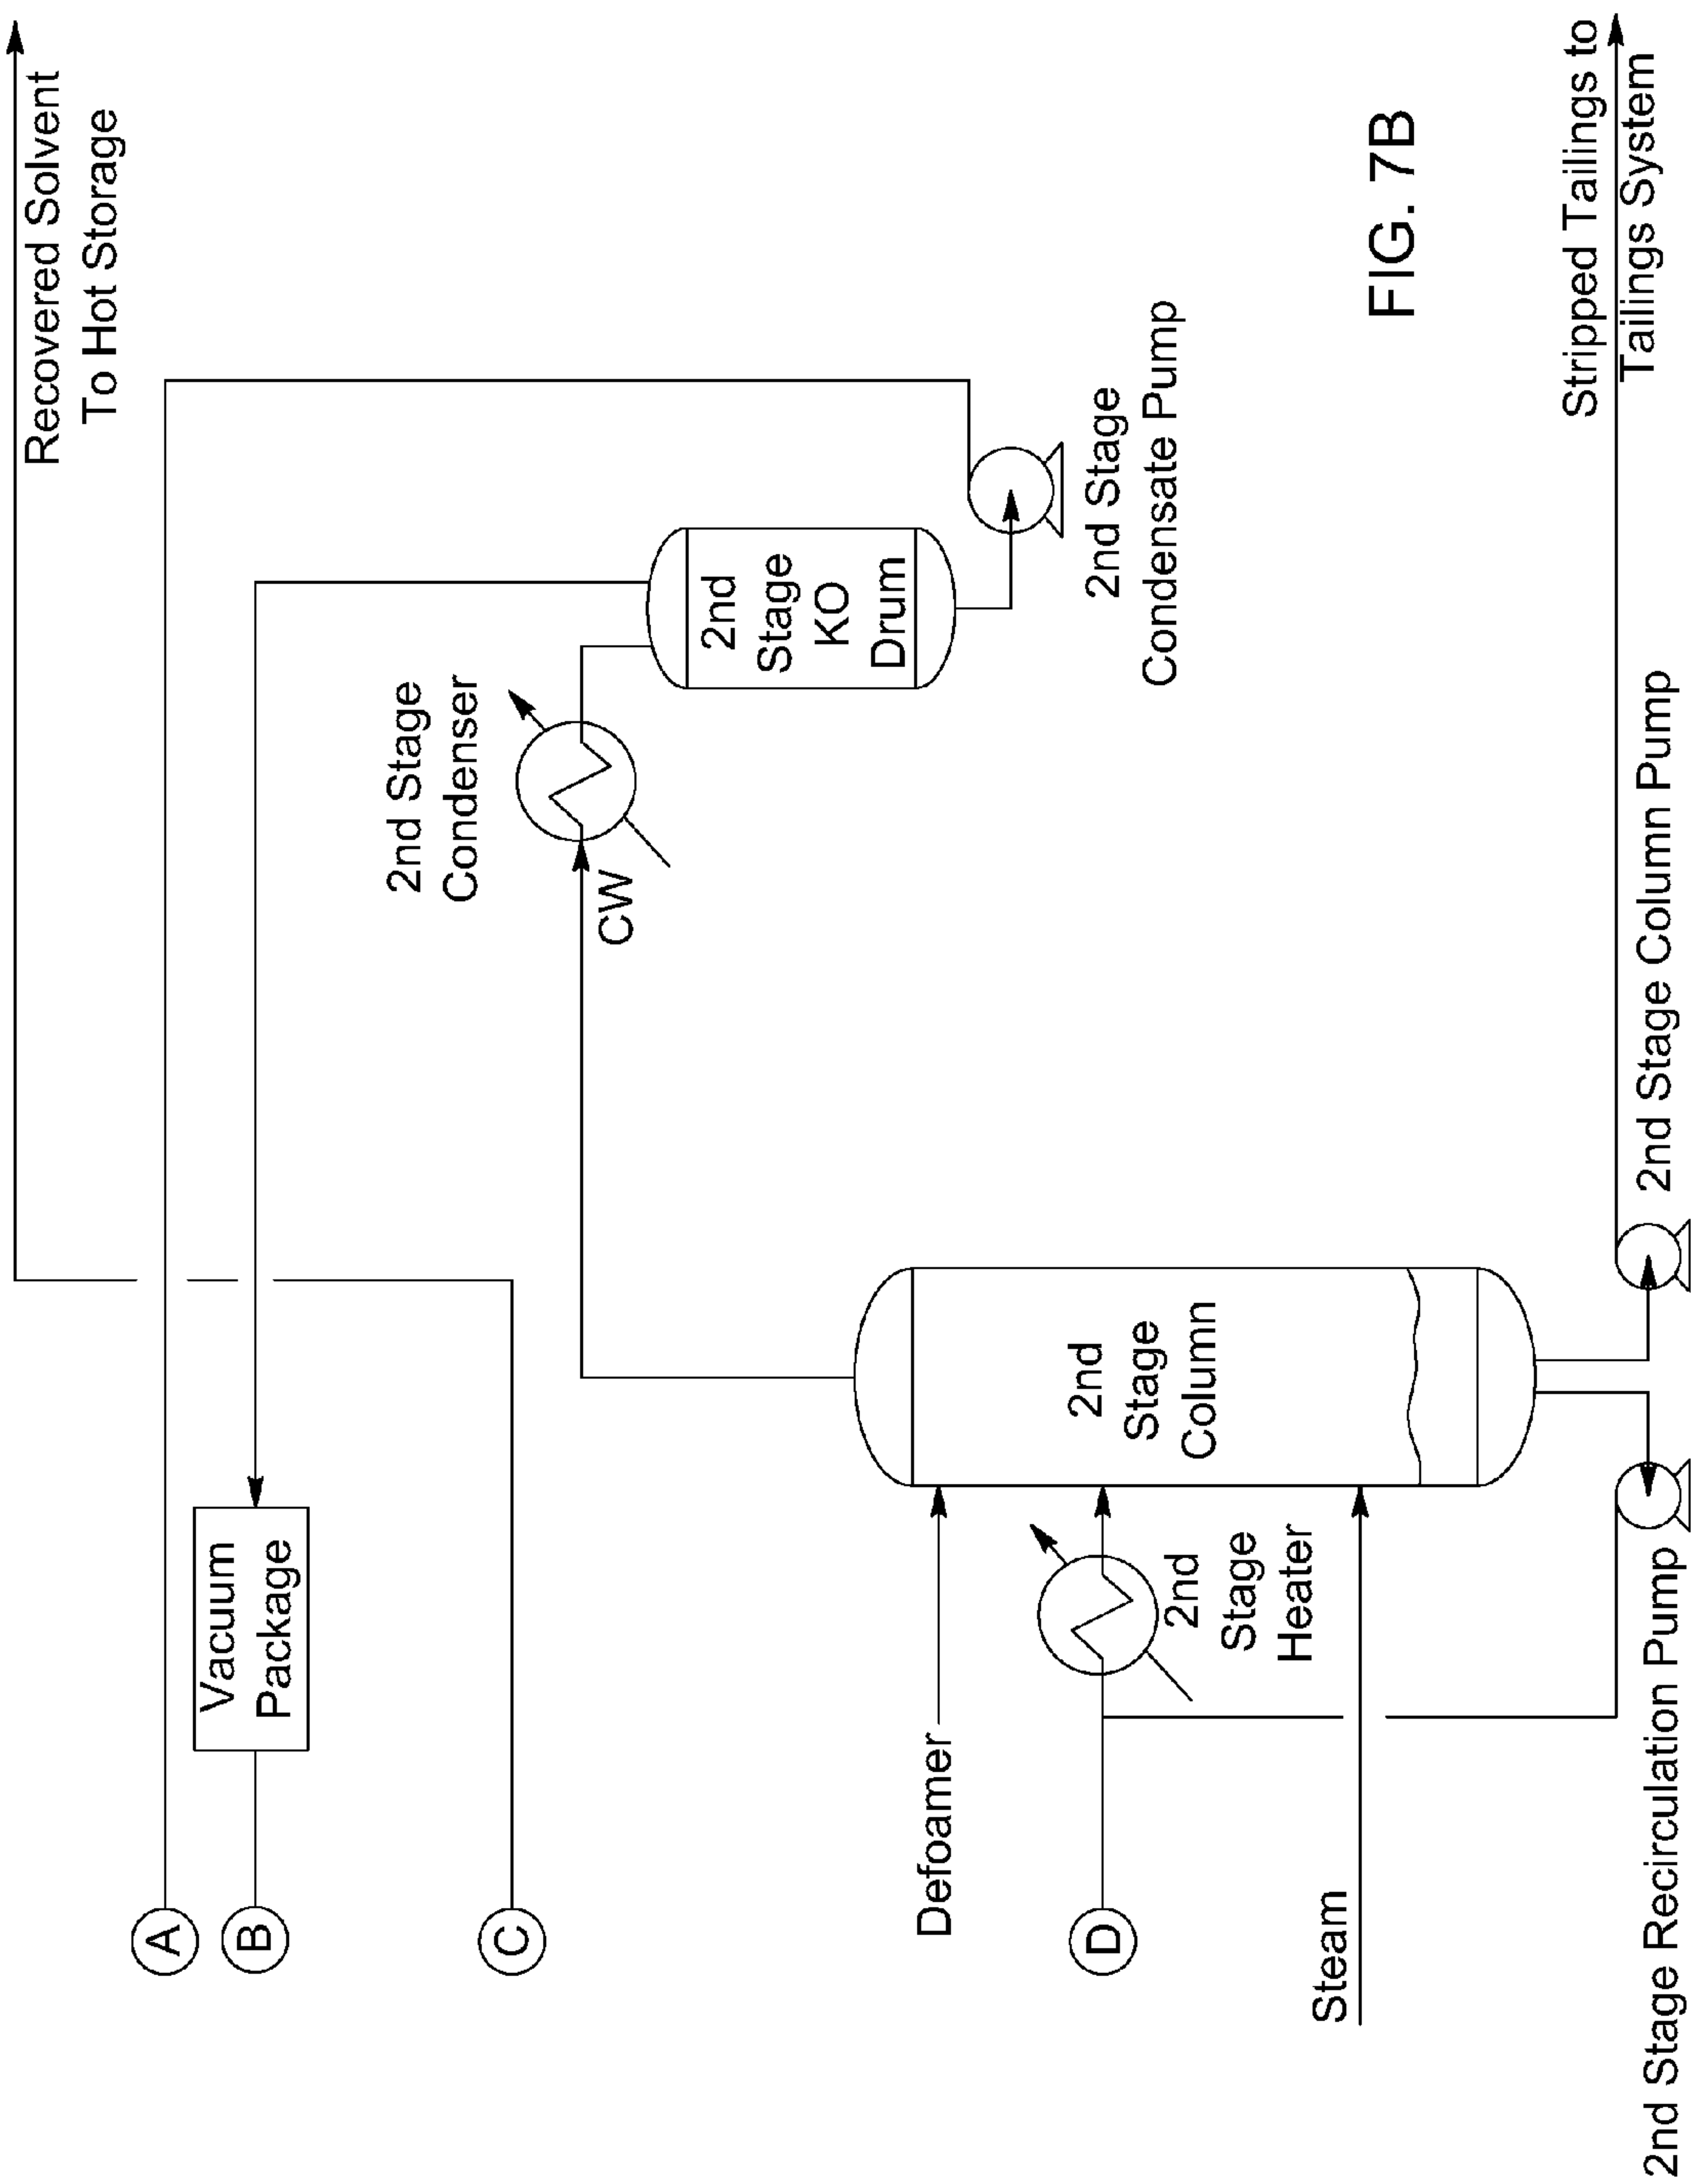 Recovered Solvent
To Hot Storage
A
B
Vacuum
Package
C
2nd Stage
Condenser
CW
2nd
Stage
KO
Drum
2nd Stage
Condensate Pump
Defoamer
D
2nd
Stage
Heater
2nd
Stage
Column
Steam
FIG. 7B
Stripped Tailings to
Tailings System
2nd Stage Recirculation Pump
2nd Stage Column Pump